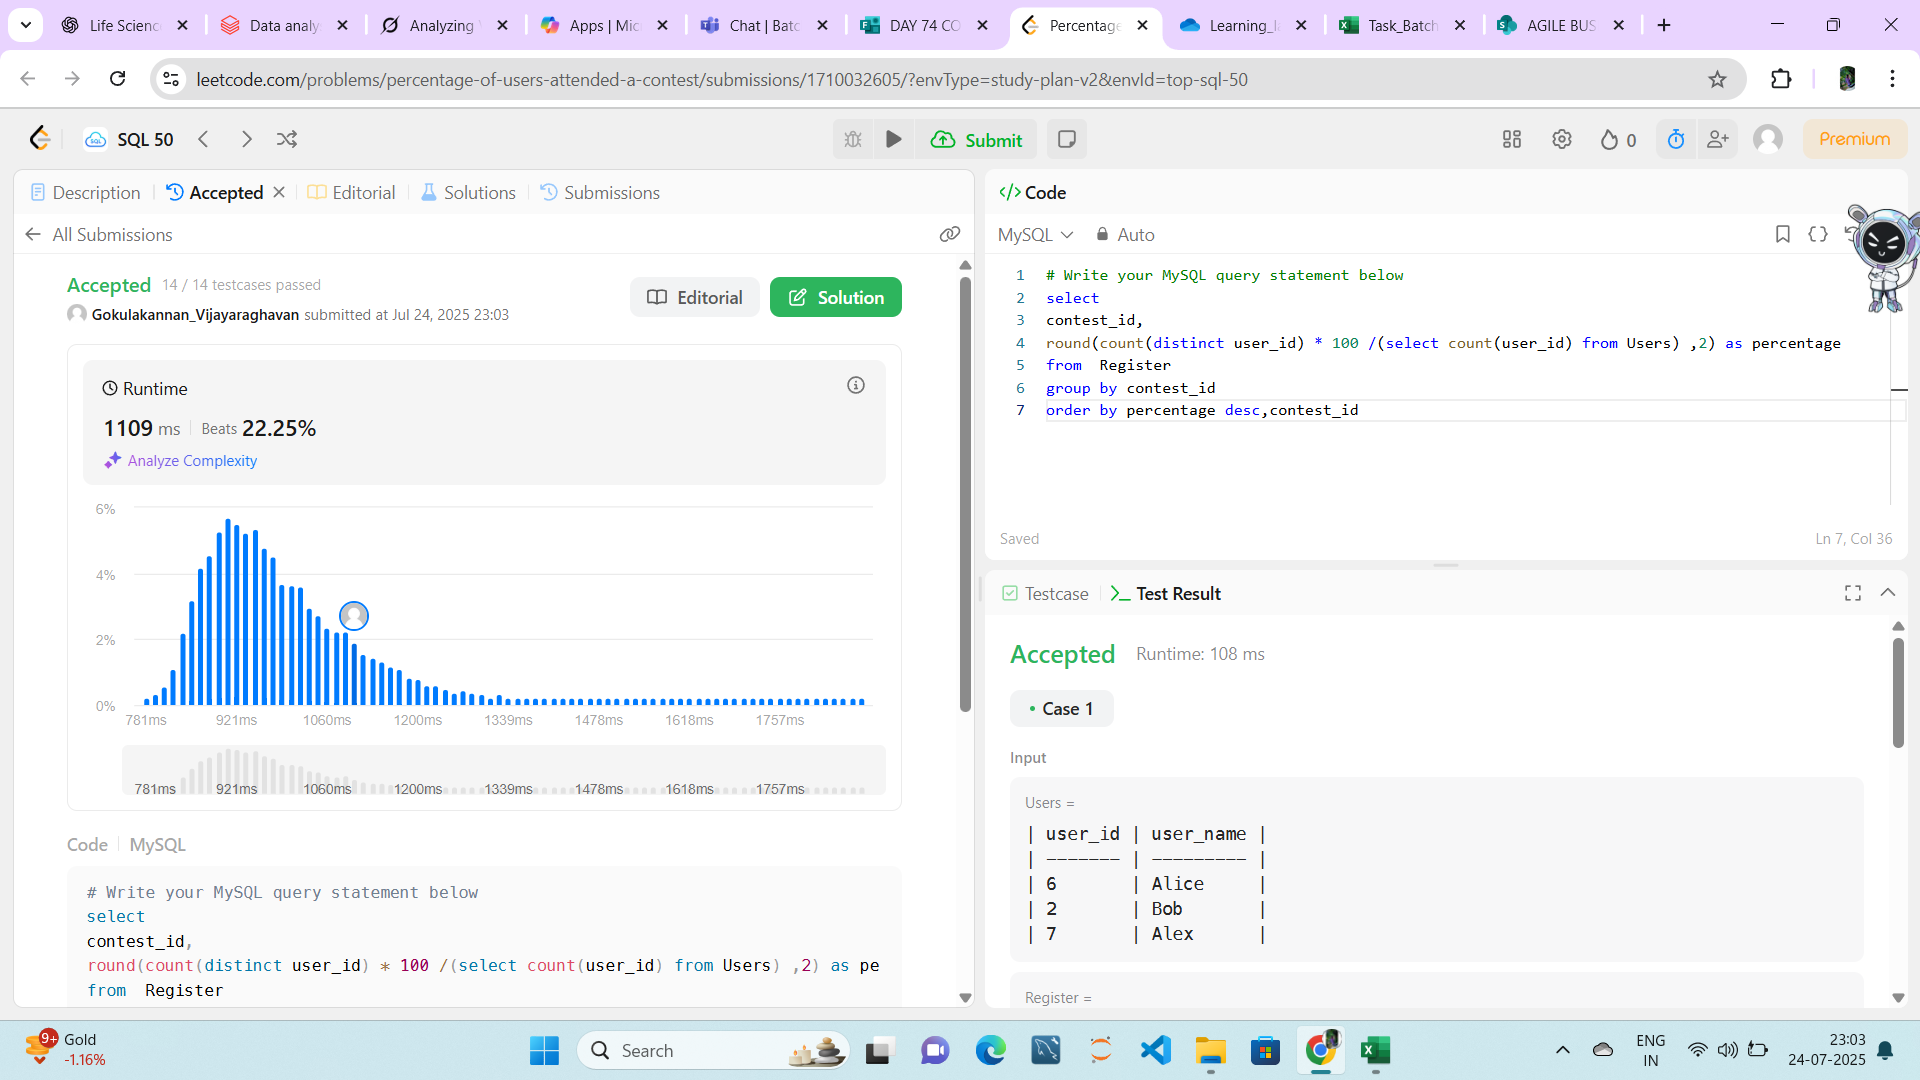 Life Scienc
Data analy
Analyzing
Apps | Mic
Chat | Batc
DAY 74 CO
Percentage
Learning_
Task_Batch
AGILE BUS
leetcode.com/problems/percentage-of-users-attended-a-contest/submissions/1710032605/?envType=study-plan-v2&envId=top-sql-50
SQL 50
Submit
0
Premium
Description
Accepted
Editorial
Solutions
Submissions
All Submissions
Accepted 14 / 14 testcases passed
Gokulakannan_Vijayaraghavan submitted at Jul 24, 2025 23:03
Editorial
Solution
Runtime
1109 ms Beats 22.25%
Analyze Complexity
6%
4%
2%
0%
781ms 921ms 1060ms 1200ms 1339ms 1478ms 1618ms 1757ms
781ms 921ms 1060ms 1200ms 1339ms 1478ms 1618ms 1757ms
Code MySQL
# Write your MySQL query statement below
select
contest_id,
round(count(distinct user_id) * 100 /(select count(user_id) from Users) ,2) as pe
from  Register
</> Code
MySQL Auto
1 # Write your MySQL query statement below
2 select
3 contest_id,
4 round(count(distinct user_id) * 100 /(select count(user_id) from Users) ,2) as percentage
5 from  Register
6 group by contest_id
7 order by percentage desc,contest_id
Saved
Ln 7, Col 36
Testcase
Test Result
Accepted Runtime: 108 ms
Case 1
Input
Users =
| user_id | user_name |
| ------- | --------- |
| 6       | Alice     |
| 2       | Bob       |
| 7       | Alex      |
Register =
9+
Gold
-1.16%
Search
ENG
IN
23:03
24-07-2025